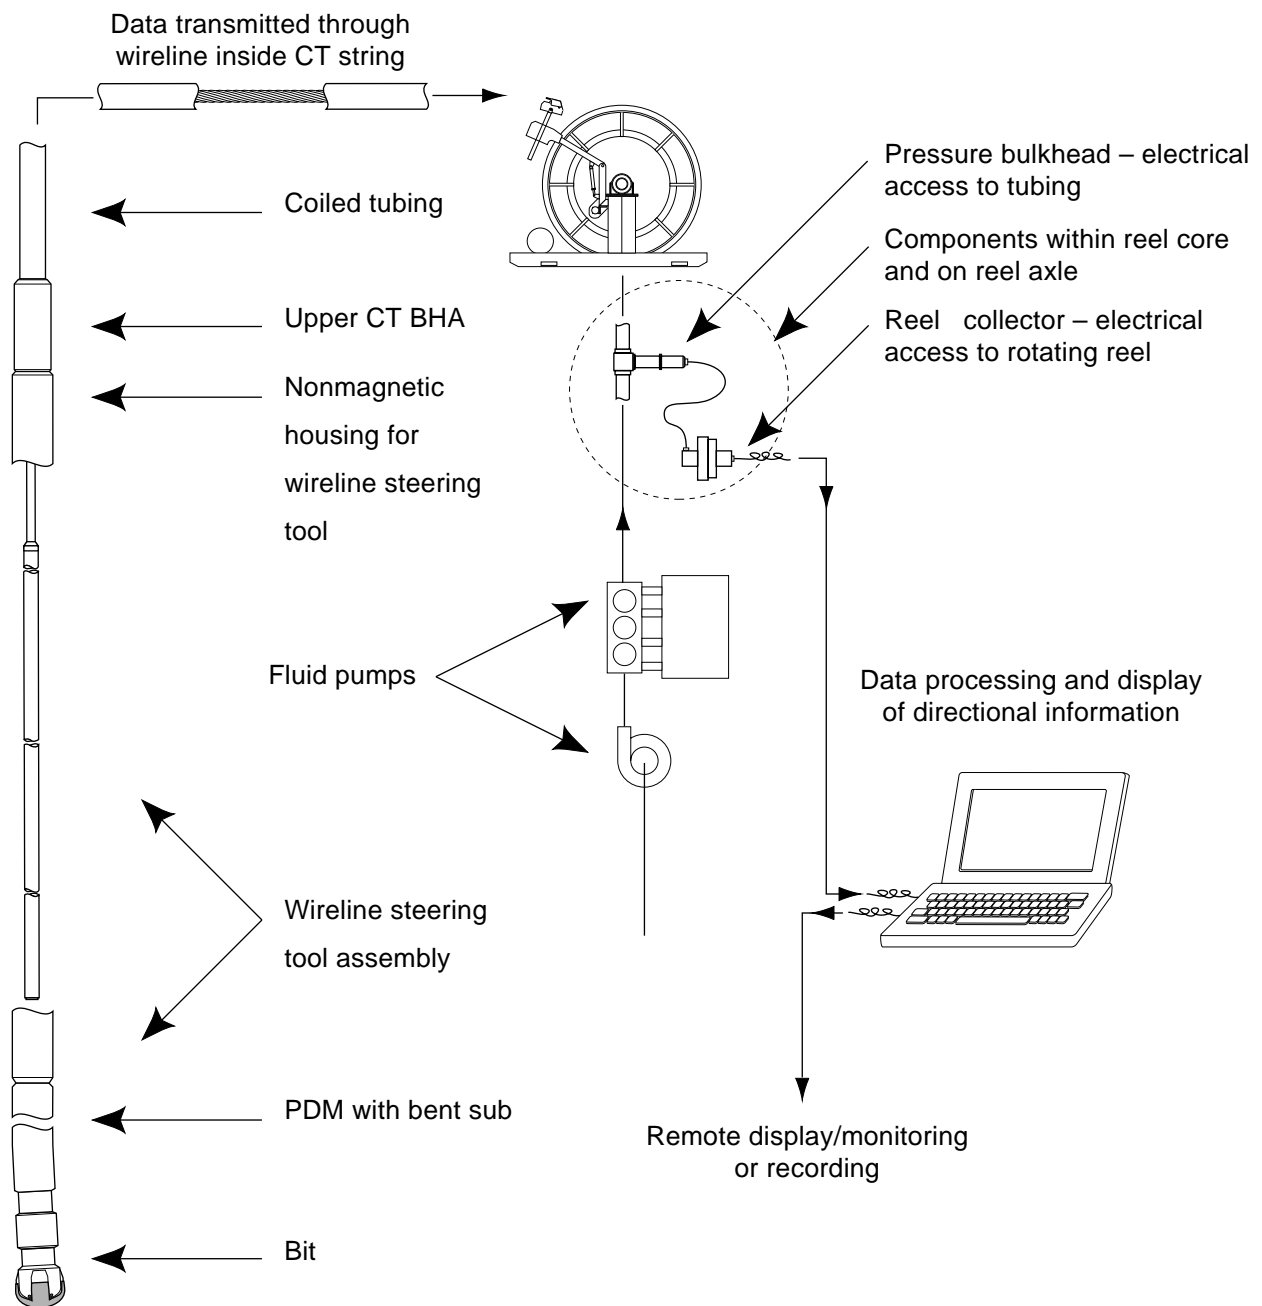 Data transmitted through
wireline inside CT string
Coiled tubing
Upper CT BHA
Nonmagnetic
housing for
wireline steering
tool
Pressure bulkhead – electrical
access to tubing
Components within reel core
and on reel axle
Reel collector – electrical
access to rotating reel
Fluid pumps
Data processing and display
of directional information
Wireline steering
tool assembly
PDM with bent sub
Remote display/monitoring
or recording
Bit